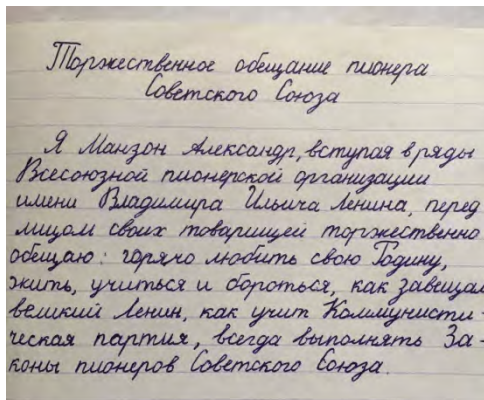 Торжественное обещание пионера
Советского Союза
Я Манзон Александр, вступая в ряды
Всесоюзной пионерской организации
имени Владимира Ильича Ленина, перед
лицом своих товарищей торжественно
обещаю: горячо любить свою Родину,
жить, учиться и бороться, как завещал
великий Ленин, как учит Коммунисти-
ческая партия, всегда выполнять За-
коны пионеров Советского Союза.